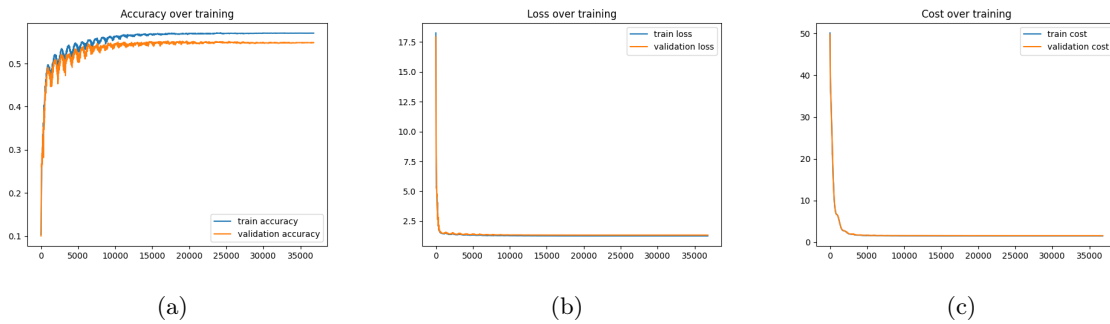 Accuracy over training
0.5
0.4
0.3
0.2
0.1
train accuracy
validation accuracy
0 5000 10000 15000 20000 25000 30000 35000
(a)
Loss over training
train loss
validation loss
17.5
15.0
12.5
10.0
7.5
5.0
2.5
0 5000 10000 15000 20000 25000 30000 35000
(b)
Cost over training
train cost
validation cost
50
40
30
20
10
0
0 5000 10000 15000 20000 25000 30000 35000
(c)